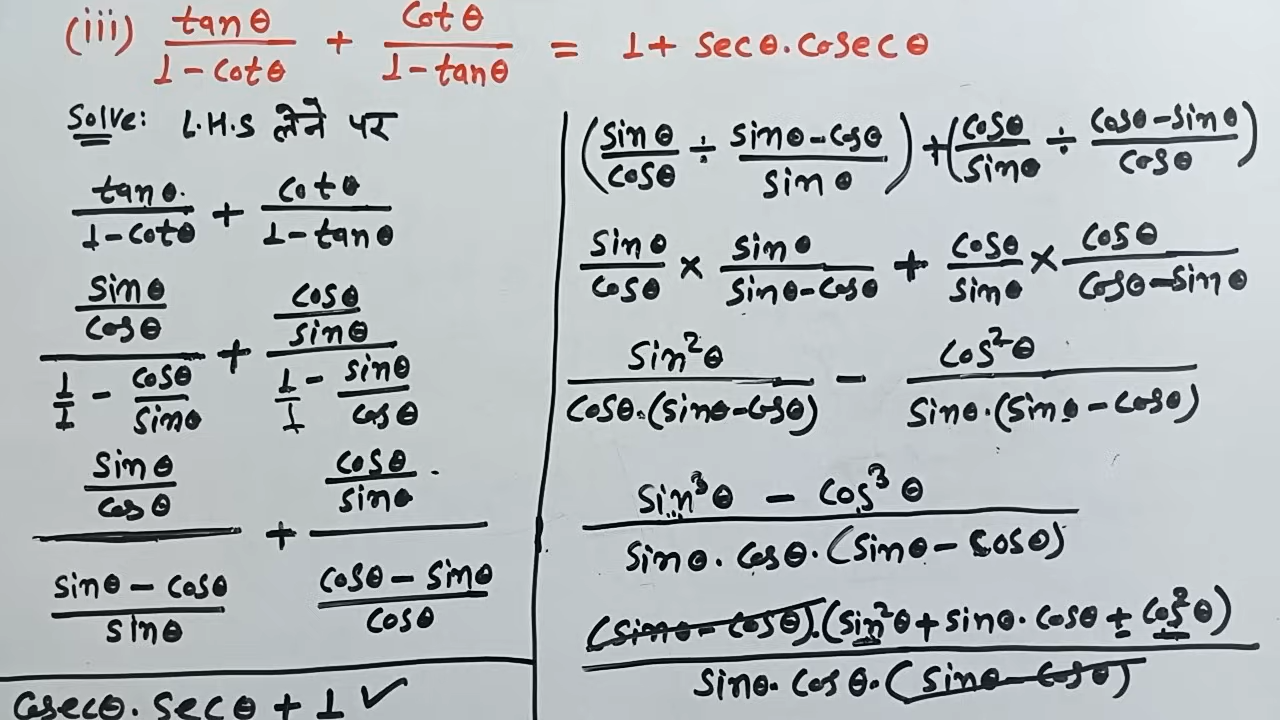 (iii) tanθ/(1-cotθ) + cotθ/(1-tanθ) = 1 + secθ.cosecθ
Solve: L.H.S लेने पर
tanθ/(1-cotθ) + cotθ/(1-tanθ)
(sinθ/cosθ)/(1/1 - cosθ/sinθ) + (cosθ/sinθ)/(1/1 - sinθ/cosθ)
(sinθ/cosθ)/((sinθ-cosθ)/sinθ) + (cosθ/sinθ)/((cosθ-sinθ)/cosθ)
(sinθ/cosθ ÷ (sinθ-cosθ)/sinθ) + (cosθ/sinθ ÷ (cosθ-sinθ)/cosθ)
sinθ/cosθ × sinθ/(sinθ-cosθ) + cosθ/sinθ × cosθ/(cosθ-sinθ)
sin²θ/(cosθ.(sinθ-cosθ)) - cos²θ/(sinθ.(sinθ-cosθ))
(sin³θ - cos³θ)/(sinθ.cosθ.(sinθ-cosθ))
(sinθ-cosθ).(sin²θ+sinθ.cosθ+cos²θ)/(sinθ.cosθ.(sinθ-cosθ))
cosecθ.secθ + 1 ✓